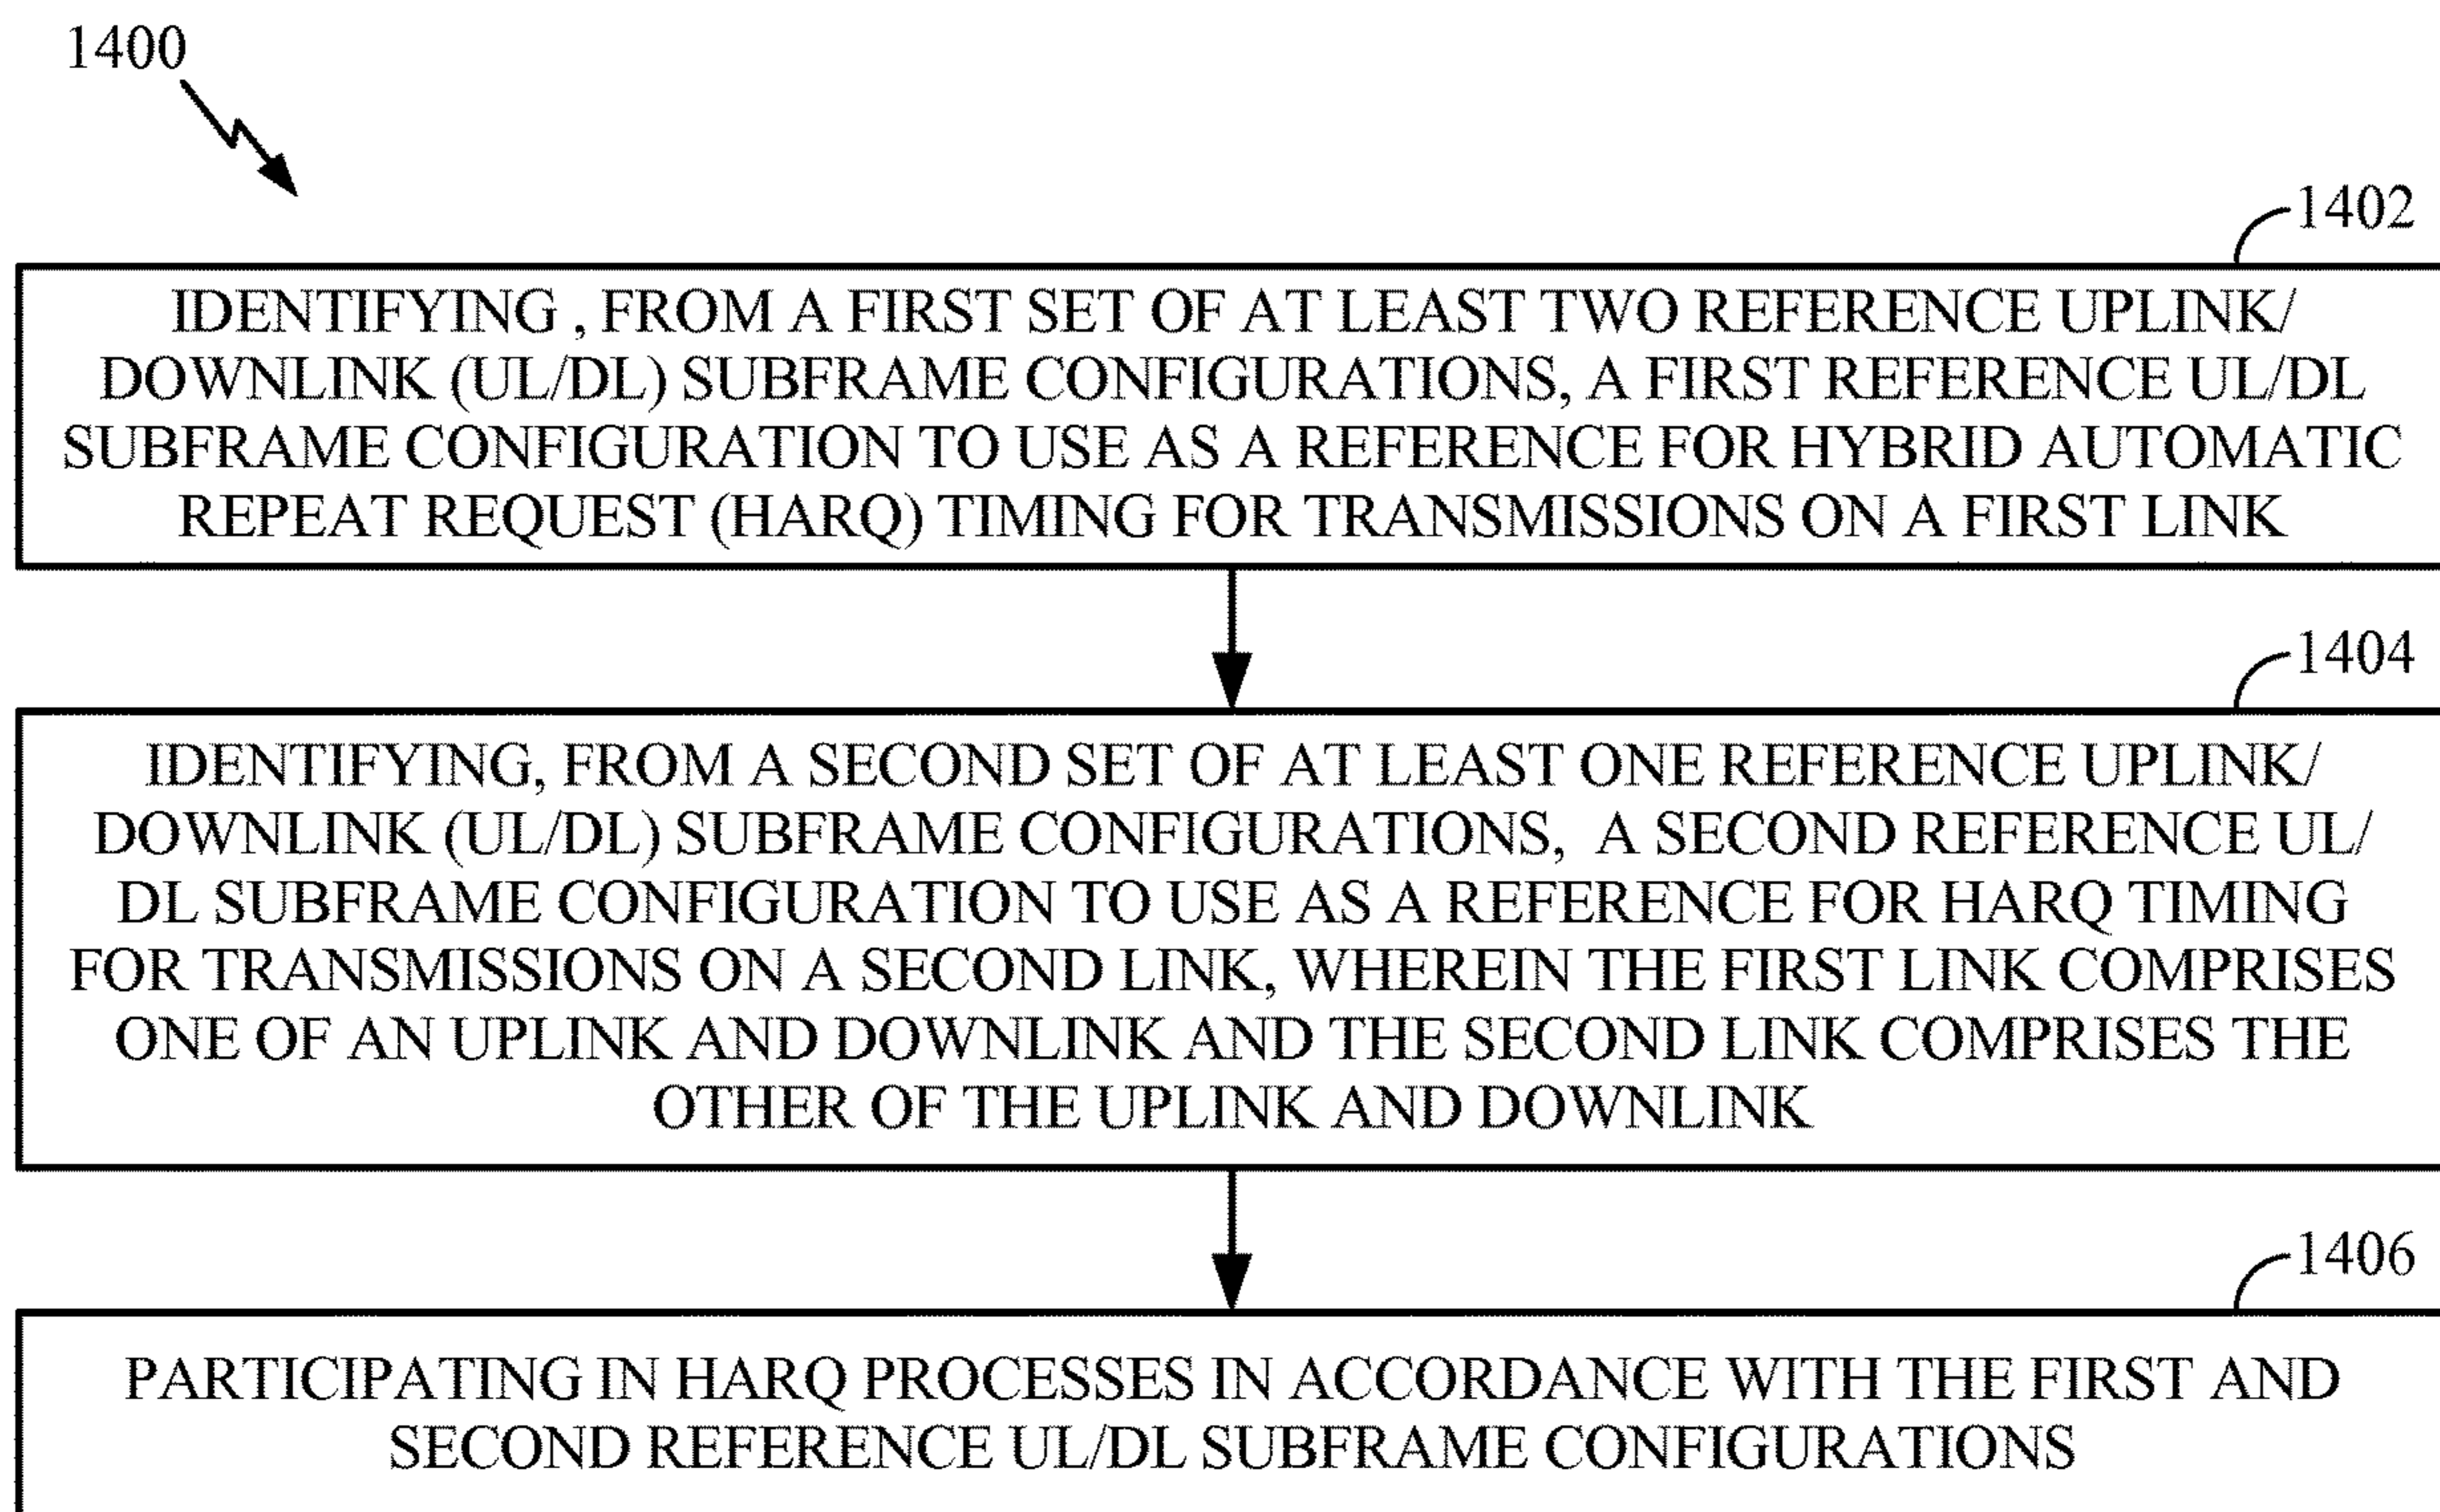 1400
1402
IDENTIFYING , FROM A FIRST SET OF AT LEAST TWO REFERENCE UPLINK/
DOWNLINK (UL/DL) SUBFRAME CONFIGURATIONS, A FIRST REFERENCE UL/DL
SUBFRAME CONFIGURATION TO USE AS A REFERENCE FOR HYBRID AUTOMATIC
REPEAT REQUEST (HARQ) TIMING FOR TRANSMISSIONS ON A FIRST LINK
1404
IDENTIFYING, FROM A SECOND SET OF AT LEAST ONE REFERENCE UPLINK/
DOWNLINK (UL/DL) SUBFRAME CONFIGURATIONS, A SECOND REFERENCE UL/
DL SUBFRAME CONFIGURATION TO USE AS A REFERENCE FOR HARQ TIMING
FOR TRANSMISSIONS ON A SECOND LINK, WHEREIN THE FIRST LINK COMPRISES
ONE OF AN UPLINK AND DOWNLINK AND THE SECOND LINK COMPRISES THE
OTHER OF THE UPLINK AND DOWNLINK
1406
PARTICIPATING IN HARQ PROCESSES IN ACCORDANCE WITH THE FIRST AND
SECOND REFERENCE UL/DL SUBFRAME CONFIGURATIONS